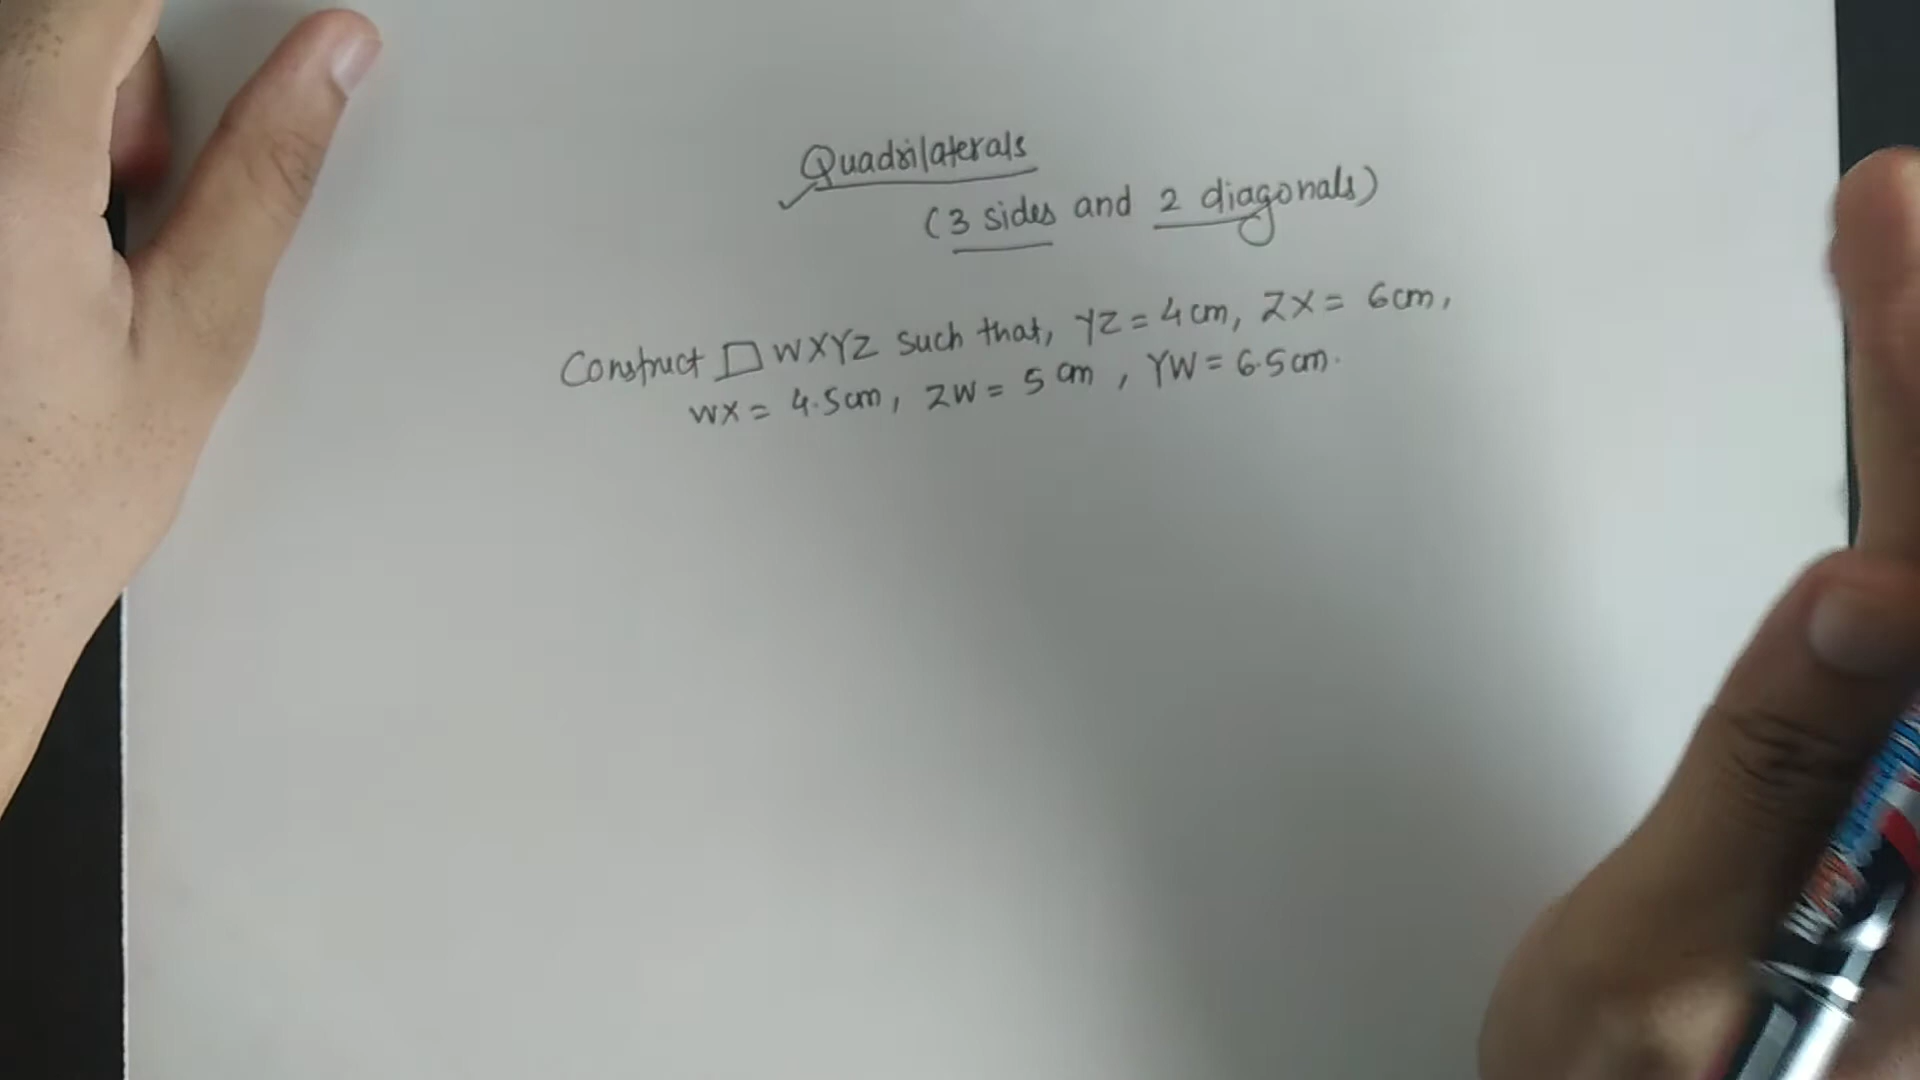 Quadrilaterals
(3 sides and 2 diagonals)
Construct □ WXYZ such that, YZ = 4 cm, ZX = 6 cm,
WX = 4.5 cm, ZW = 5 cm, YW = 6.5 cm.